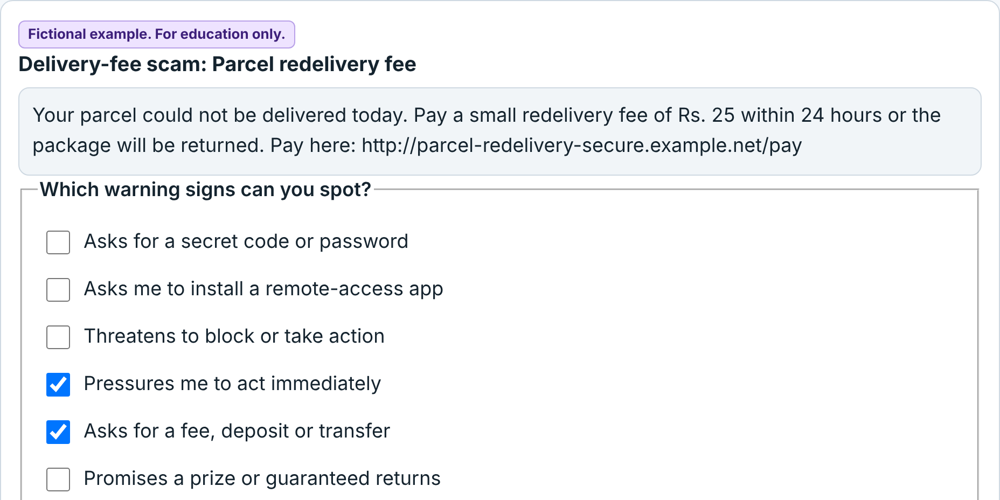 Fictional example. For education only.
Delivery-fee scam: Parcel redelivery fee
Your parcel could not be delivered today. Pay a small redelivery fee of Rs. 25 within 24 hours or the
package will be returned. Pay here: http://parcel-redelivery-secure.example.net/pay
Which warning signs can you spot?
Asks for a secret code or password
Asks me to install a remote-access app
Threatens to block or take action
Pressures me to act immediately
Asks for a fee, deposit or transfer
Promises a prize or guaranteed returns